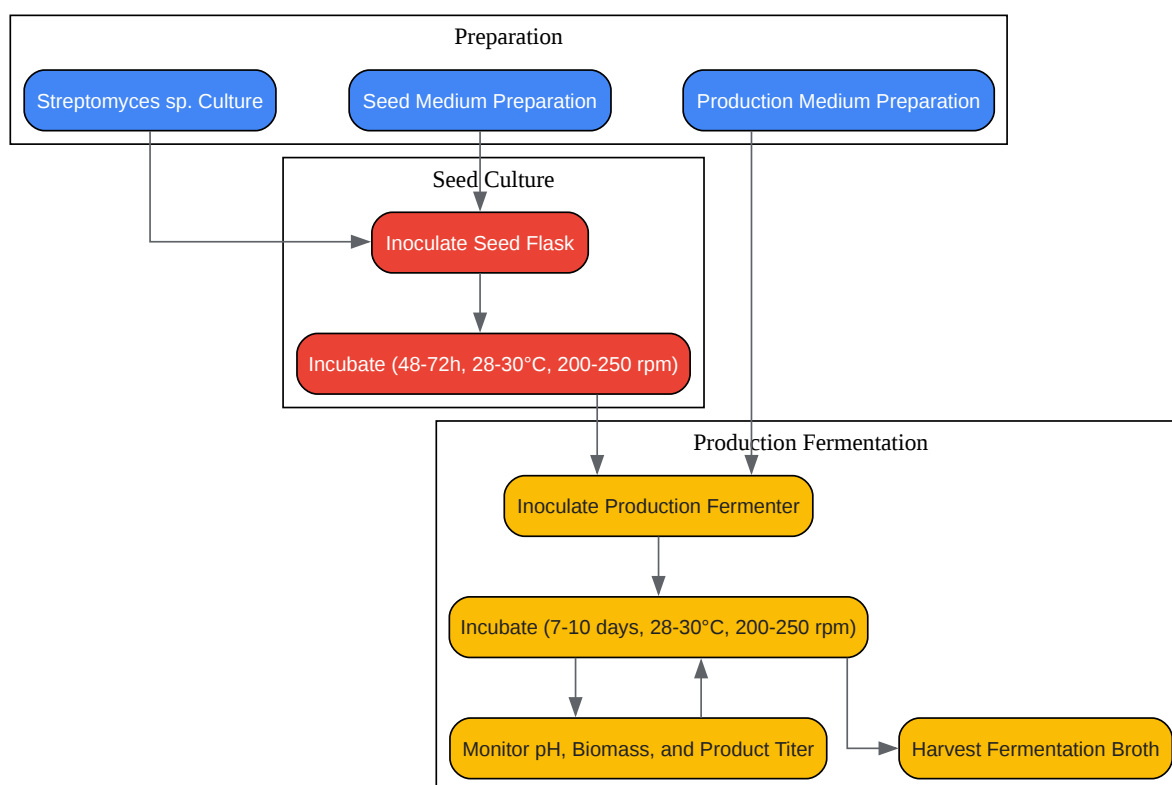 Preparation
Streptomyces sp. Culture
Seed Medium Preparation
Production Medium Preparation
Seed Culture
Inoculate Seed Flask
Incubate (48-72h, 28-30°C, 200-250 rpm)
Production Fermentation
Inoculate Production Fermenter
Incubate (7-10 days, 28-30°C, 200-250 rpm)
Monitor pH, Biomass, and Product Titer
Harvest Fermentation Broth